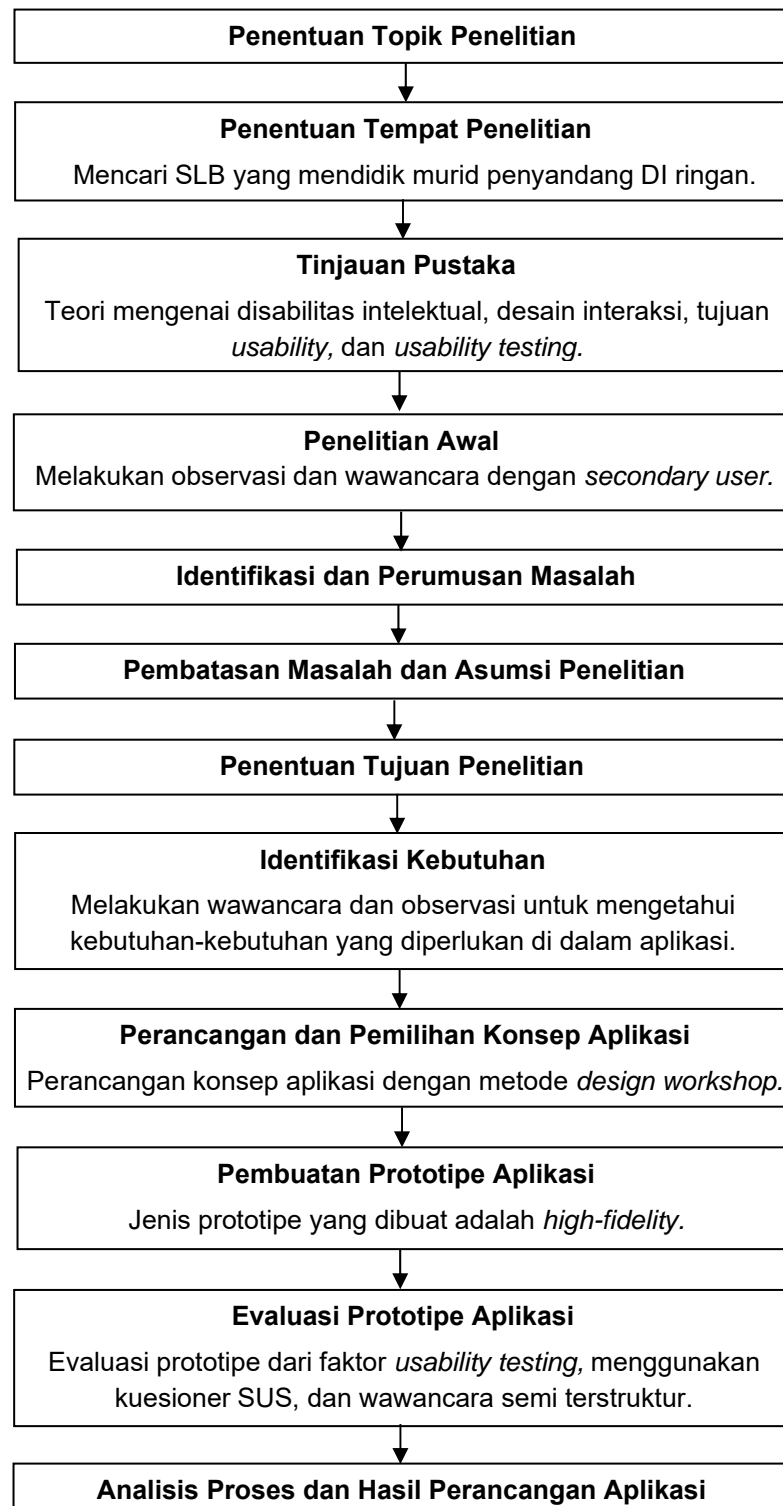 Penentuan Topik Penelitian
Penentuan Tempat Penelitian
Mencari SLB yang mendidik murid penyandang DI ringan.
Tinjauan Pustaka
Teori mengenai disabilitas intelektual, desain interaksi, tujuan
usability, dan usability testing.
Penelitian Awal
Melakukan observasi dan wawancara dengan secondary user.
Identifikasi dan Perumusan Masalah
Pembatasan Masalah dan Asumsi Penelitian
Penentuan Tujuan Penelitian
Identifikasi Kebutuhan
Melakukan wawancara dan observasi untuk mengetahui
kebutuhan-kebutuhan yang diperlukan di dalam aplikasi.
Perancangan dan Pemilihan Konsep Aplikasi
Perancangan konsep aplikasi dengan metode design workshop.
Pembuatan Prototipe Aplikasi
Jenis prototipe yang dibuat adalah high-fidelity.
Evaluasi Prototipe Aplikasi
Evaluasi prototipe dari faktor usability testing, menggunakan
kuesioner SUS, dan wawancara semi terstruktur.
Analisis Proses dan Hasil Perancangan Aplikasi